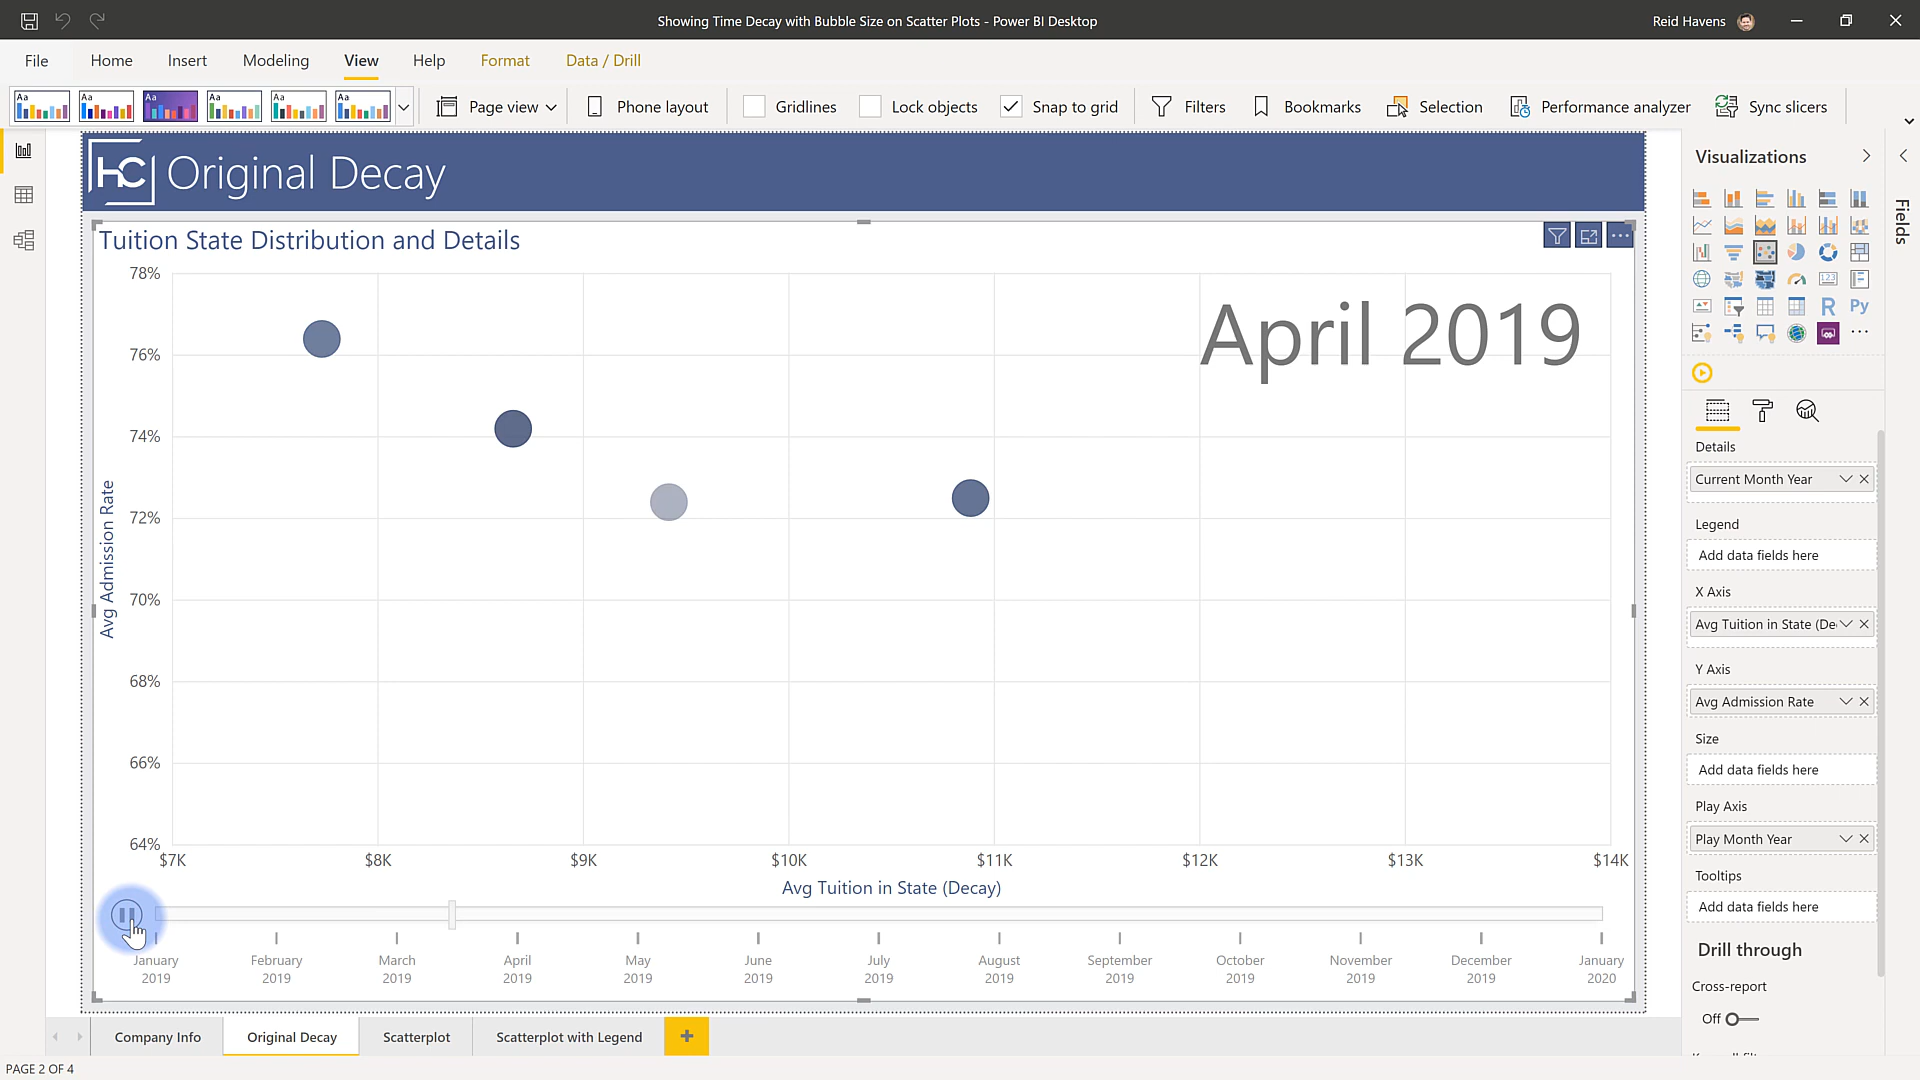 Showing Time Decay with Bubble Size on Scatter Plots - Power BI Desktop
Reid Havens
File Home Insert Modeling View Help Format Data / Drill
Aa Aa Aa Aa Aa Aa
Page view Phone layout Gridlines Lock objects Snap to grid Filters Bookmarks Selection Performance analyzer Sync slicers
HC Original Decay
Tuition State Distribution and Details
April 2019
78%
76%
74%
72%
70%
68%
66%
64%
Avg Admission Rate
$7K $8K $9K $10K $11K $12K $13K $14K
Avg Tuition in State (Decay)
January February March April May June July August September October November December January
2019 2019 2019 2019 2019 2019 2019 2019 2019 2019 2019 2019 2020
Company Info Original Decay Scatterplot Scatterplot with Legend +
PAGE 2 OF 4
Visualizations
123
R Py
Details
Current Month Year
Legend
Add data fields here
X Axis
Avg Tuition in State (De
Y Axis
Avg Admission Rate
Size
Add data fields here
Play Axis
Play Month Year
Tooltips
Add data fields here
Drill through
Cross-report
Off
Fields